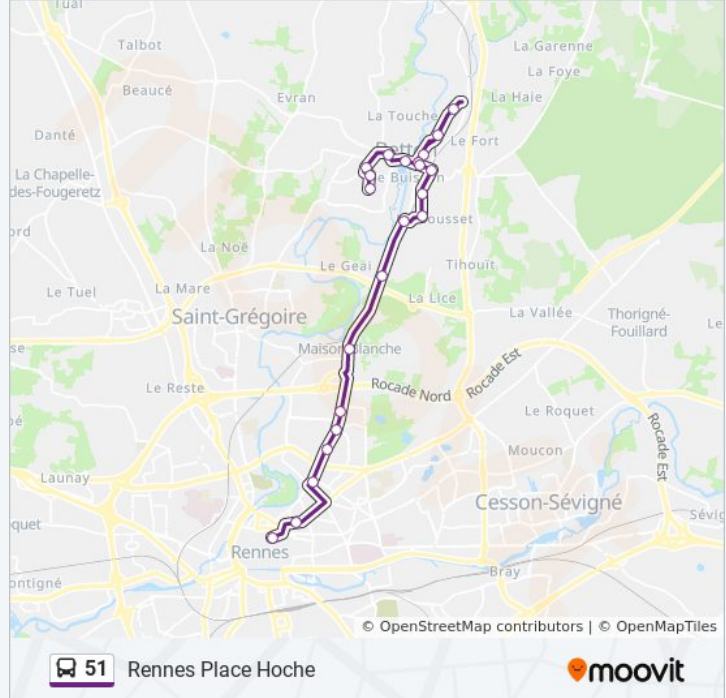 Tual
Talbot
La Garenne
La Foye
Beaucé
Evran
La Haie
La Touche
Danté
Le Fort
La Chapelle-
des-Fougeretz
La Noë
Le Geai
Tihouït
La Mare
La Lice
Le Tuel
La Vallée
Thorigné-
Fouillard
Saint-Grégoire
Maison Blanche
Le Reste
Rocade Nord
Rocade Est
Le Roquet
Rocade Est
Moucon
Launay
Cesson-Sévigné
Rennes
Bray
© OpenStreetMap contributors | © OpenMapTiles
51 Rennes Place Hoche
moovit